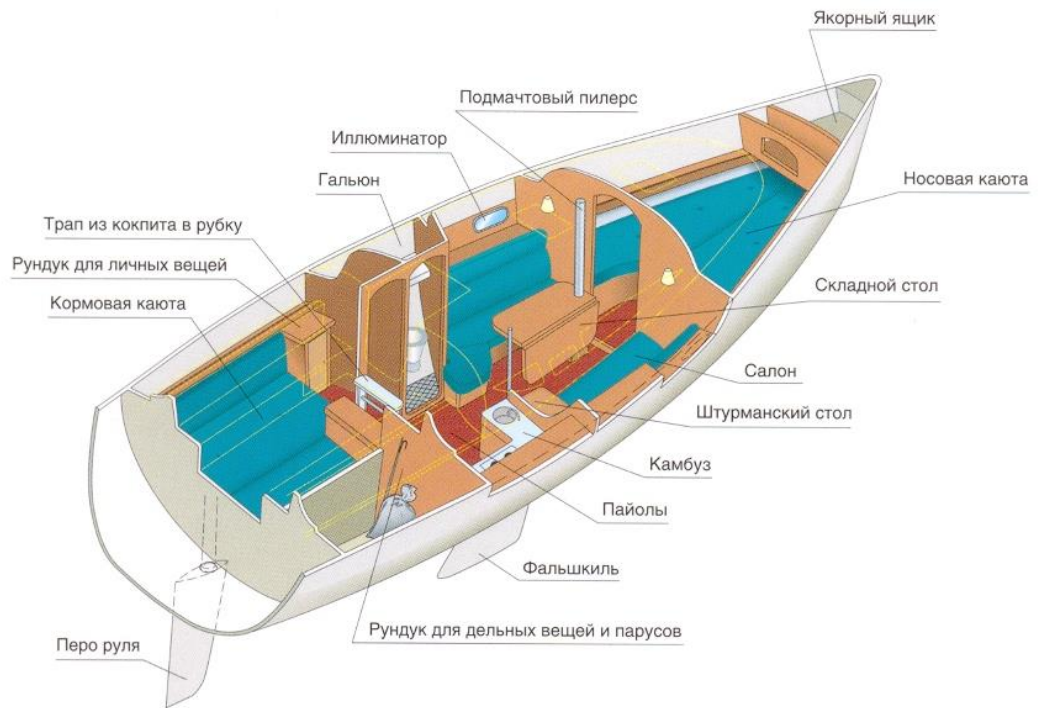 Якорный ящик
Подмачтовый пилерс
Иллюминатор
Гальюн
Носовая каюта
Трап из кокпита в рубку
Рундук для личных вещей
Кормовая каюта
Складной стол
Салон
Штурманский стол
Камбуз
Пайолы
Фальшкиль
Рундук для дельных вещей и парусов
Перо руля